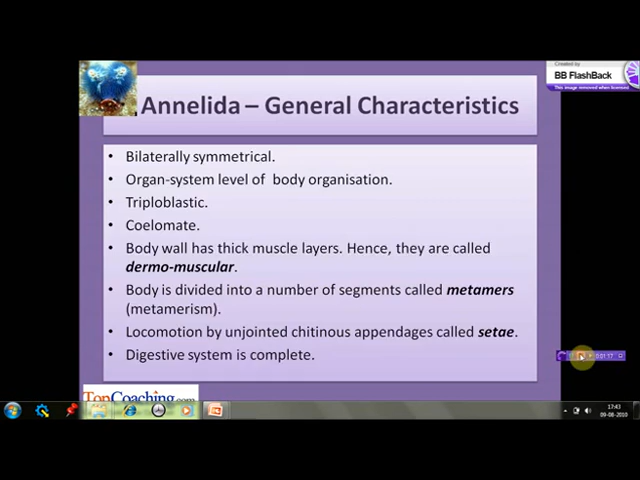 Created by
BB FlashBack
This image removed when licensed
Annelida – General Characteristics
• Bilaterally symmetrical.
• Organ-system level of body organisation.
• Triploblastic.
• Coelomate.
• Body wall has thick muscle layers. Hence, they are called
dermo-muscular.
• Body is divided into a number of segments called metamers
(metamerism).
• Locomotion by unjointed chitinous appendages called setae.
• Digestive system is complete.
0:01:17
TopCoaching.com
17:43
09-08-2010